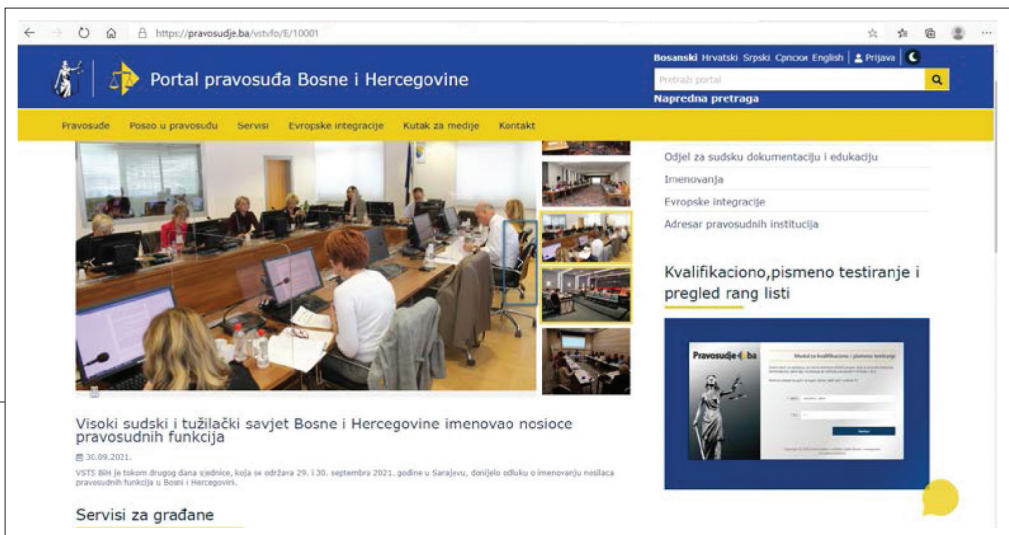 https://pravosudje.ba/vstvfo/E/10001
Bosanski Hrvatski Srpski Српски English Prijava
Portal pravosuđa Bosne i Hercegovine
Pretraži portal
Napredna pretraga
Pravosuđe Posao u pravosuđu Servisi Evropske integracije Kutak za medije Kontakt
Odjel za sudsku dokumentaciju i edukaciju
Imenovanja
Evropske integracije
Adresar pravosudnih institucija
Kvalifikaciono,pismeno testiranje i
pregled rang listi
Pravosudje ba
Modul za kvalifikaciono i pismeno testiranje
Visoki sudski i tužilački savjet Bosne i Hercegovine imenovao nosioce
pravosudnih funkcija
30.09.2021.
VSTS BiH je tokom drugog dana sjednice, koja se održava 29. i 30. septembra 2021. godine u Sarajevu, donijelo odluku o imenovanju nosilaca
pravosudnih funkcija u Bosni i Hercegovini.
Servisi za građane